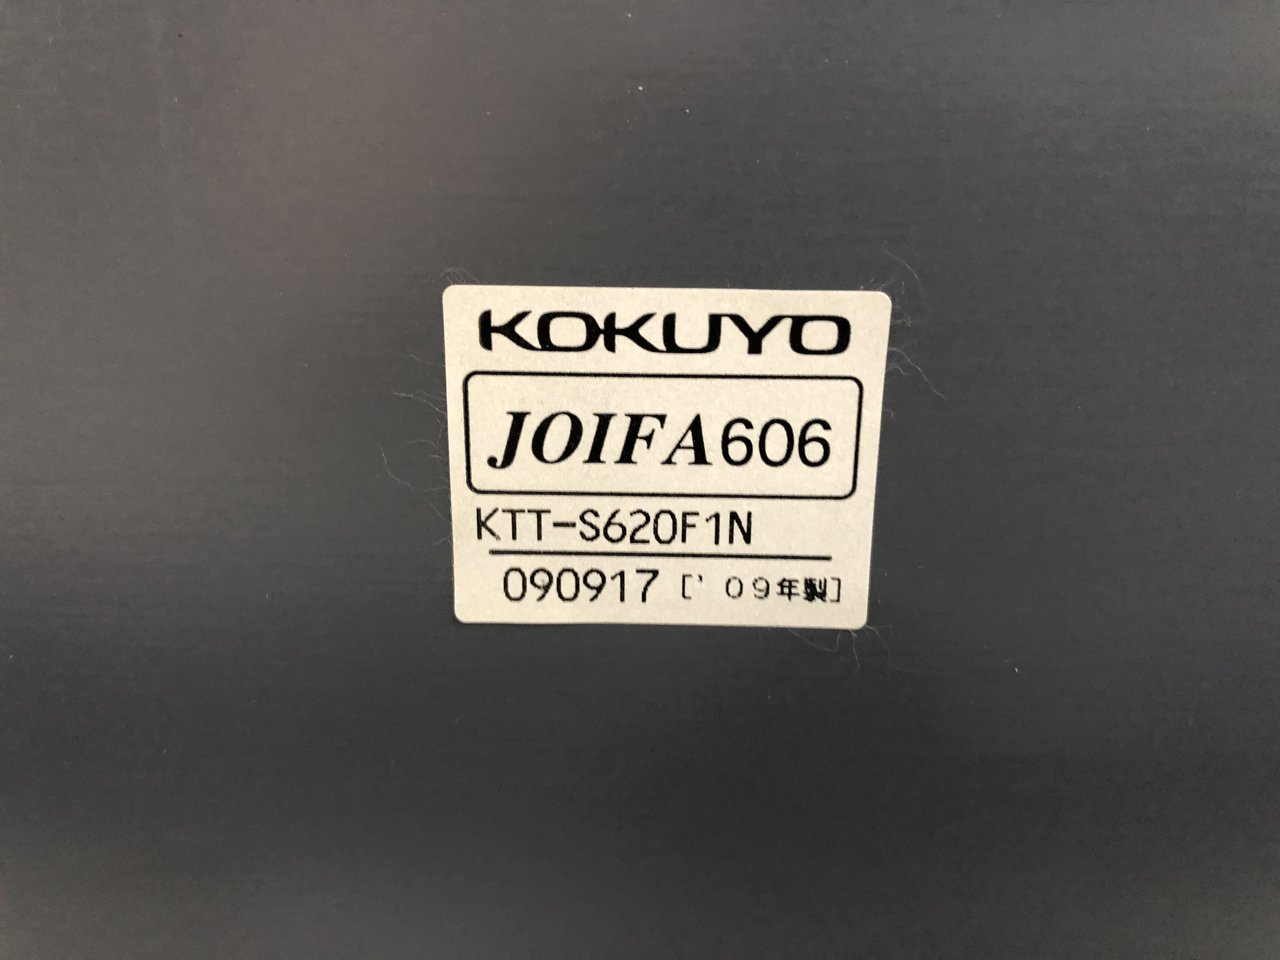 KOKUYO
JOIFA606
KTT-S620F1N
090917 [’０９年製]